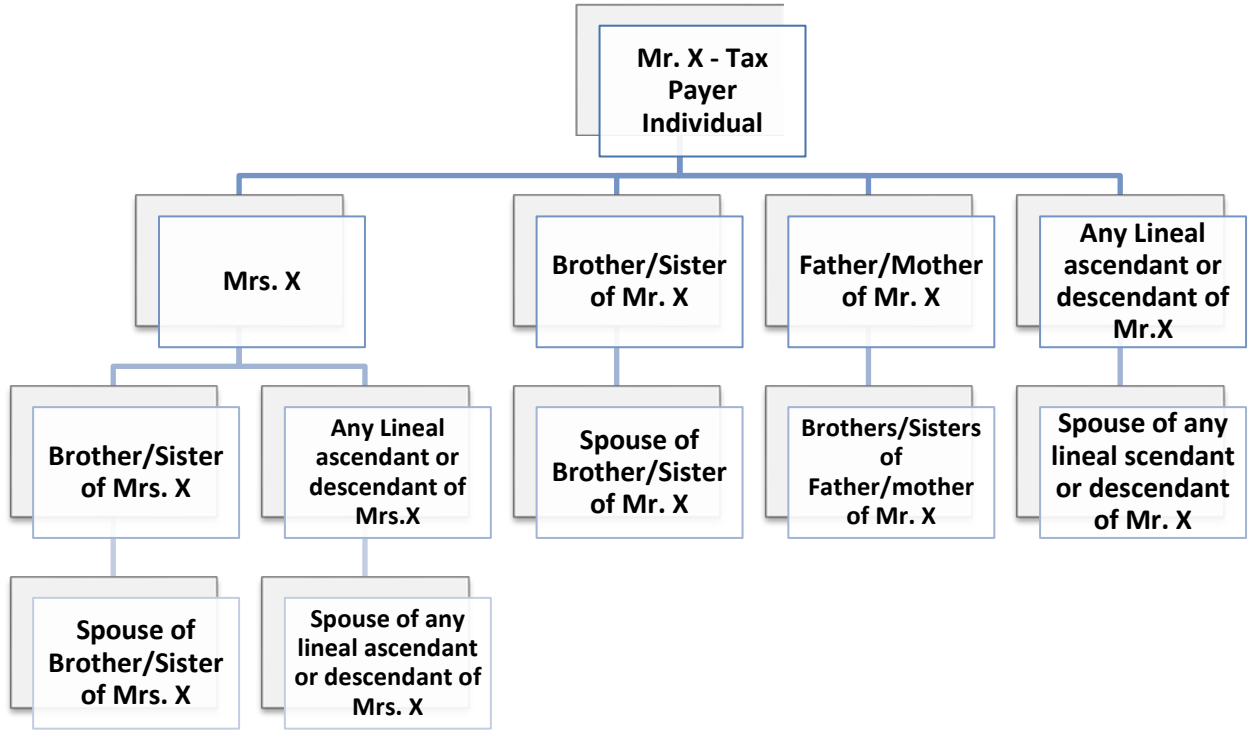 Mr. X - Tax
Payer
Individual
Mrs. X
Brother/Sister
of Mr. X
Father/Mother
of Mr. X
Any Lineal
ascendant or
descendant of
Mr.X
Brother/Sister
of Mrs. X
Any Lineal
ascendant or
descendant of
Mrs.X
Spouse of
Brother/Sister
of Mr. X
Brothers/Sisters
of
Father/mother
of Mr. X
Spouse of any
lineal scendant
or descendant
of Mr. X
Spouse of
Brother/Sister
of Mrs. X
Spouse of any
lineal ascendant
or descendant of
Mrs. X